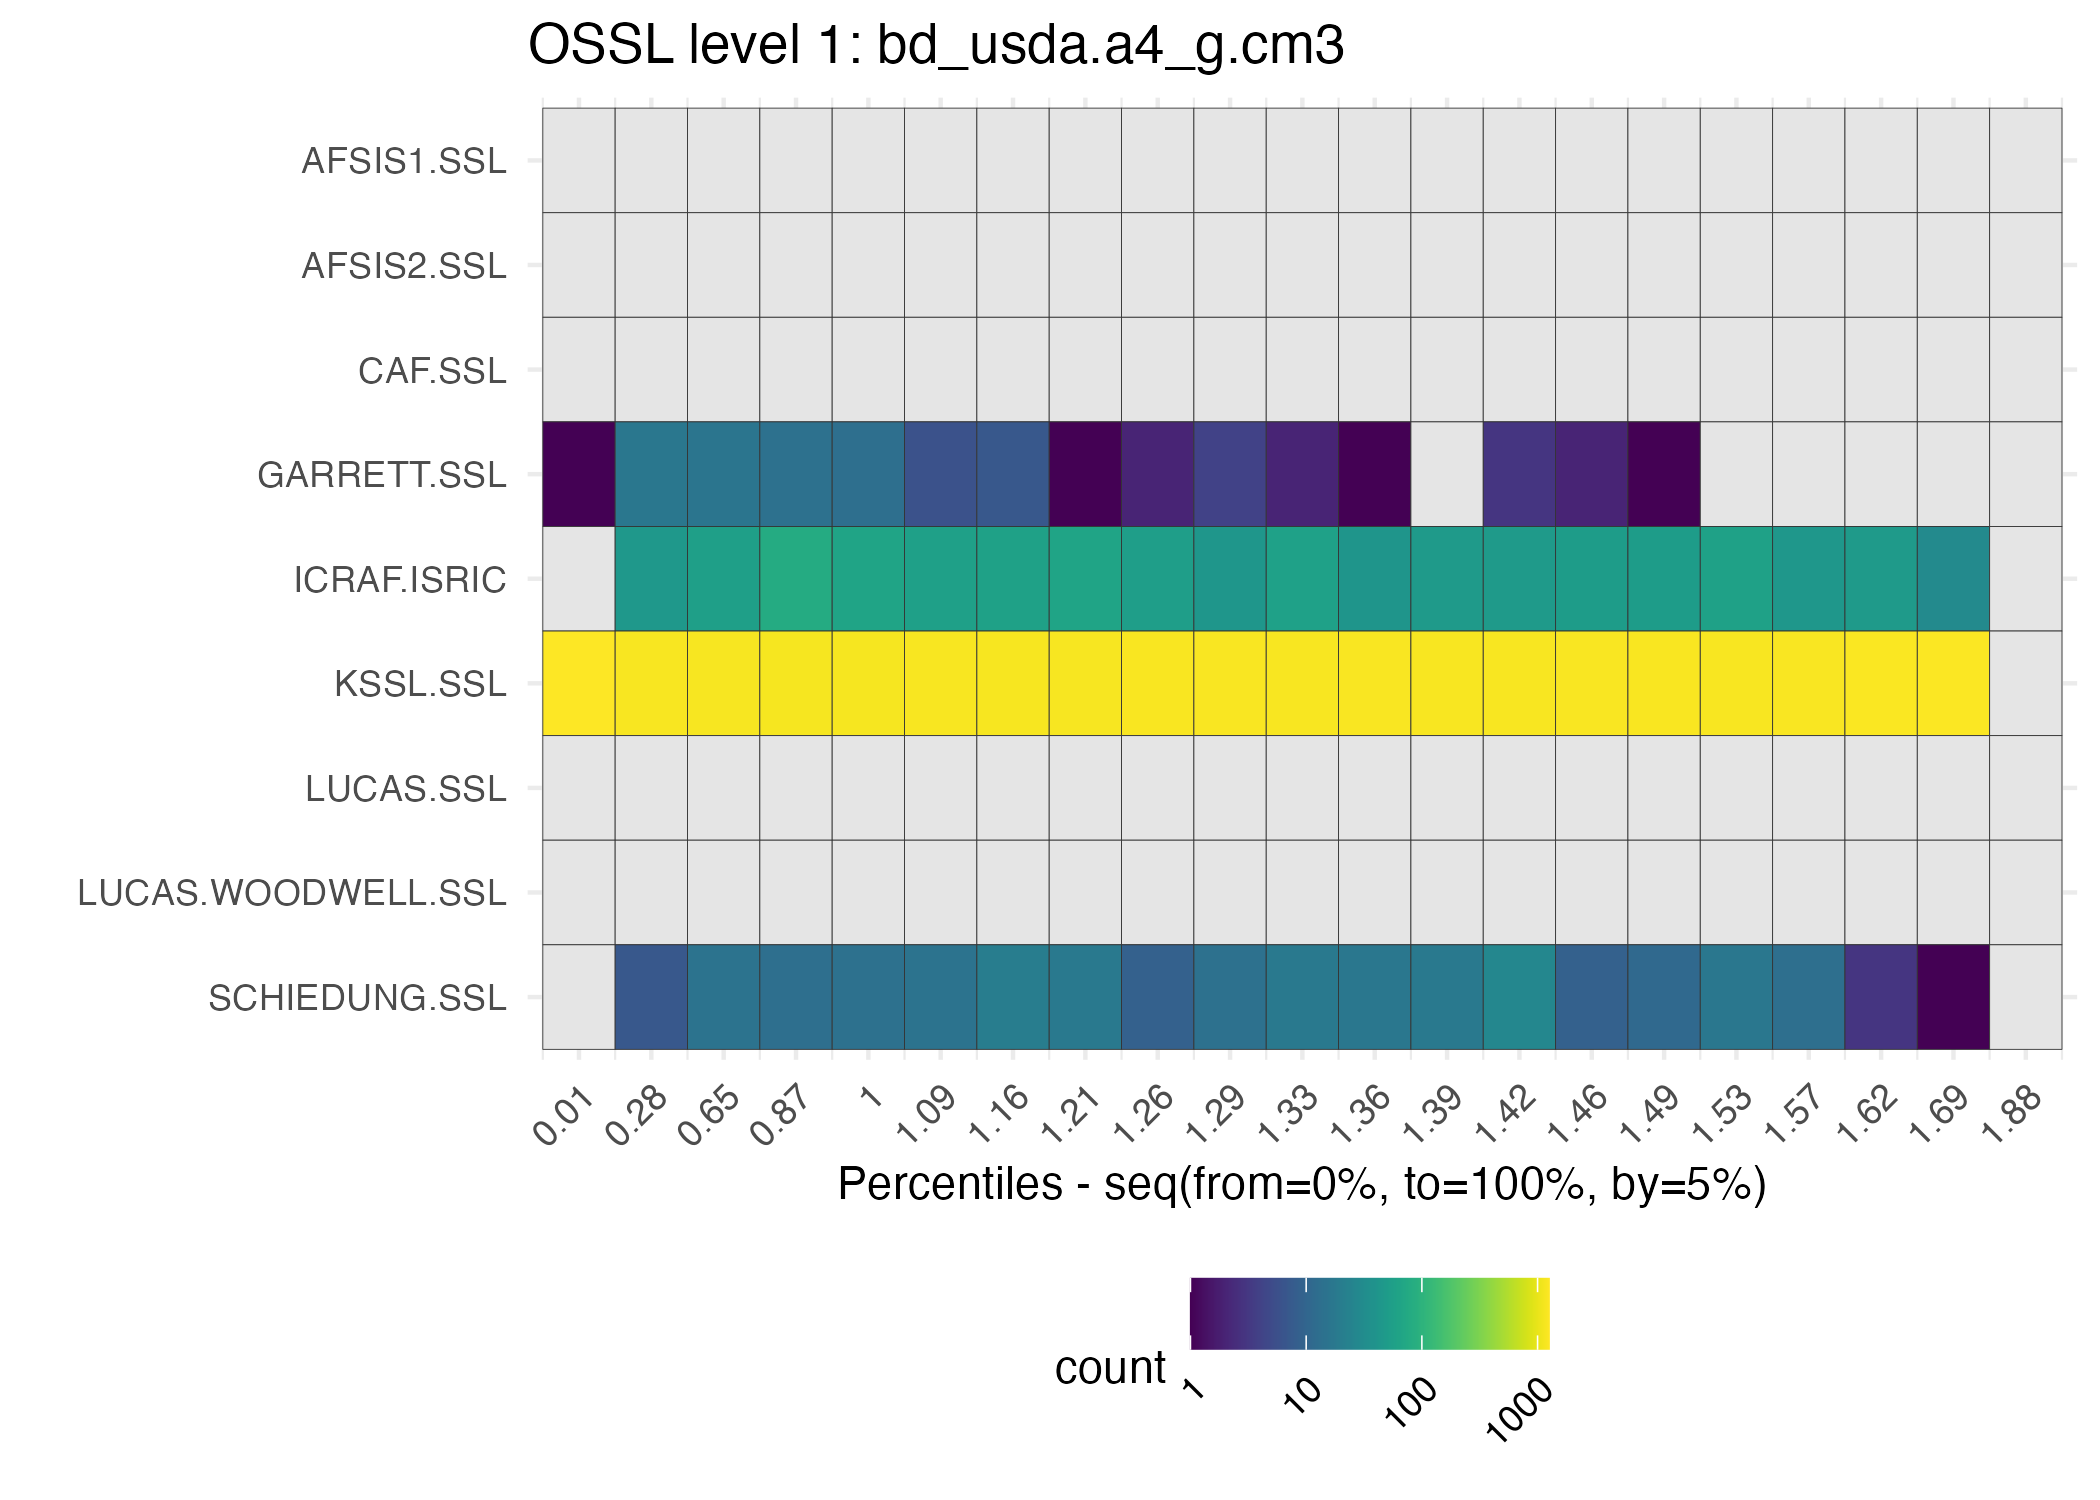 OSSL level 1: bd_usda.a4_g.cm3
AFSIS1.SSL
AFSIS2.SSL
CAF.SSL
GARRETT.SSL
ICRAF.ISRIC
KSSL.SSL
LUCAS.SSL
LUCAS.WOODWELL.SSL
SCHIEDUNG.SSL
0.01 0.28 0.65 0.87 1 1.09 1.16 1.21 1.26 1.29 1.33 1.36 1.39 1.42 1.46 1.49 1.53 1.57 1.62 1.69 1.88
Percentiles - seq(from=0%, to=100%, by=5%)
count
1 10 100 1000